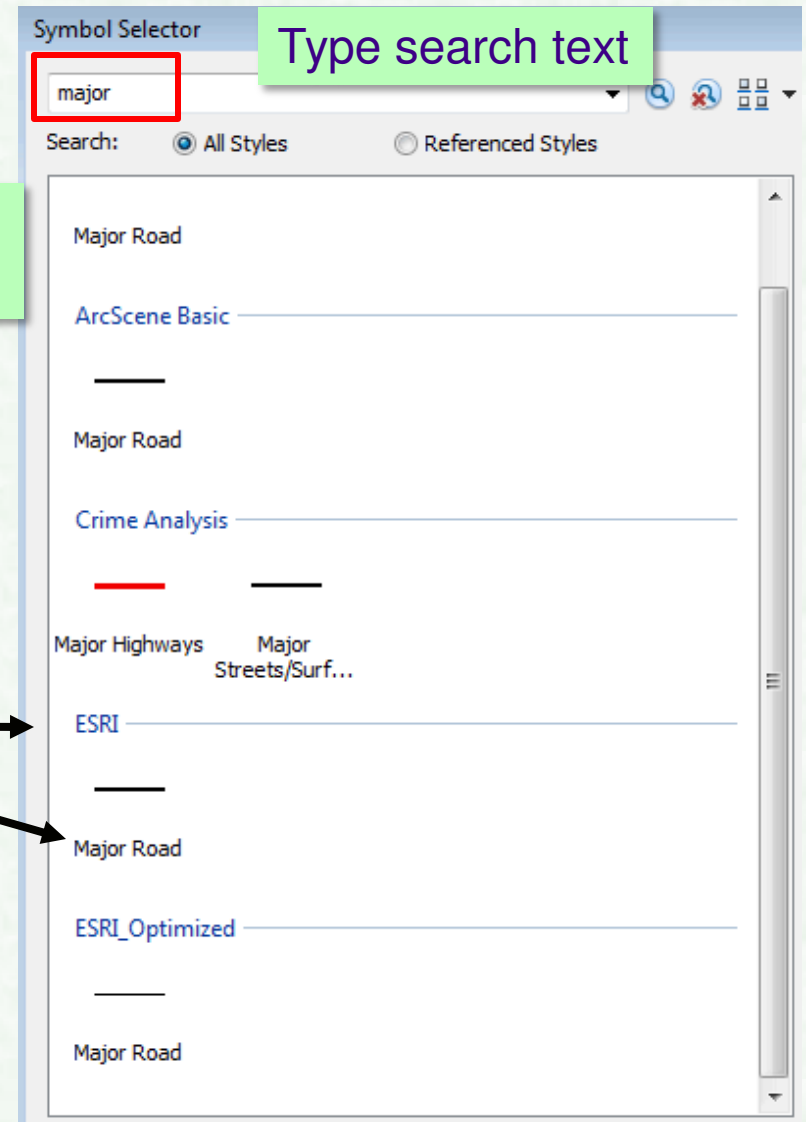 Symbol Selector
Type search text
major
Search:
All Styles
Referenced Styles
Major Road
ArcScene Basic
Major Road
Crime Analysis
Major Highways
Major
Streets/Surf...
ESRI
Major Road
ESRI_Optimized
Major Road